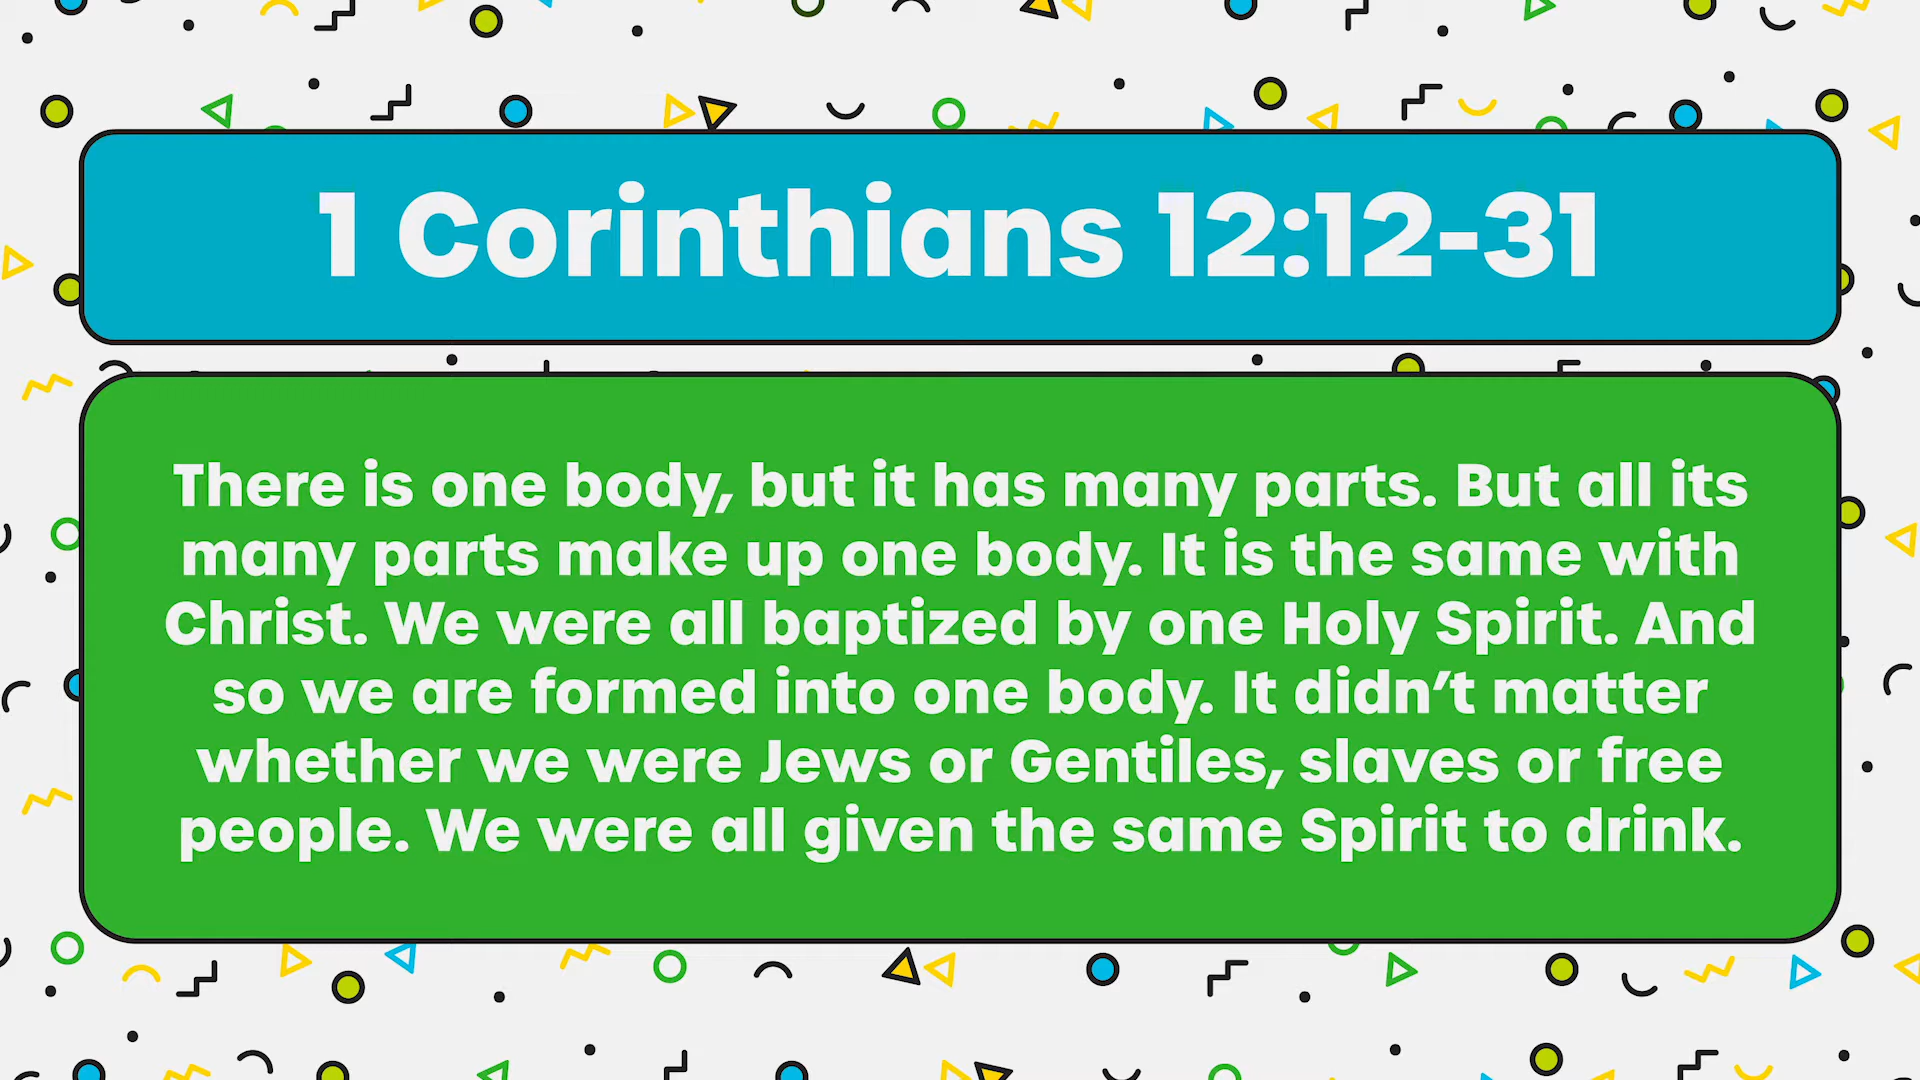 1 Corinthians 12:12-31
There is one body, but it has many parts. But all its
many parts make up one body. It is the same with
Christ. We were all baptized by one Holy Spirit. And
so we are formed into one body. It didn’t matter
whether we were Jews or Gentiles, slaves or free
people. We were all given the same Spirit to drink.